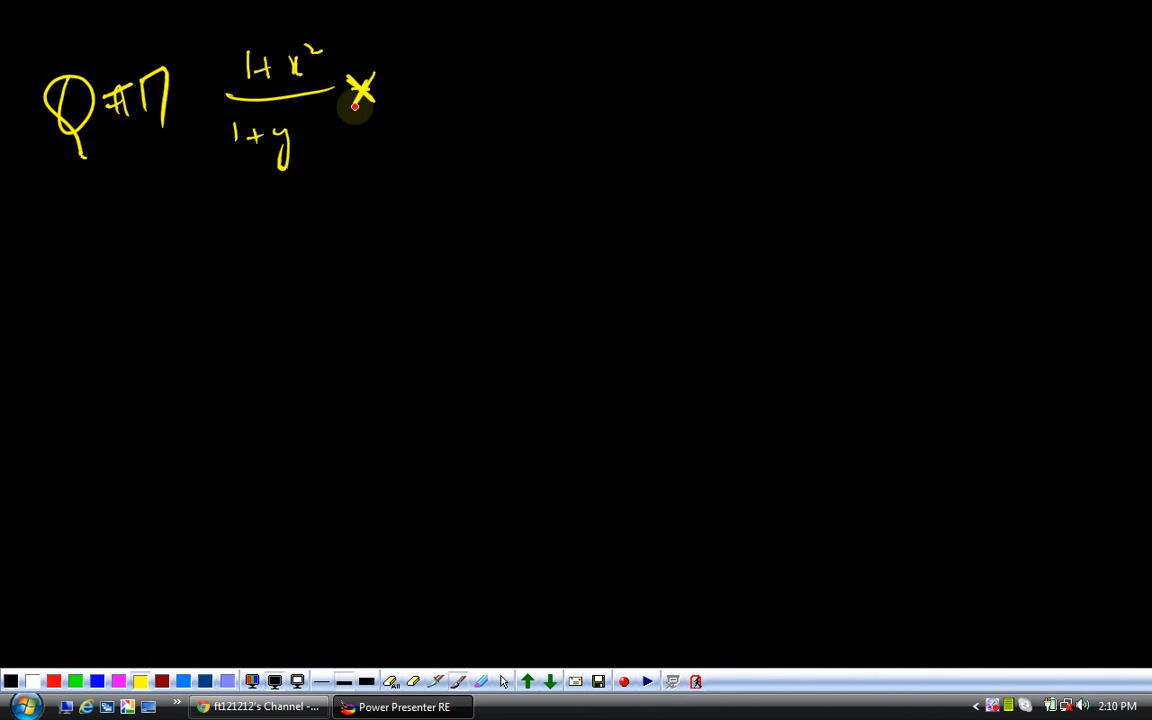 Q#17 1+x² ×
1+y
ft121212's Channel -...
Power Presenter RE
2:10 PM